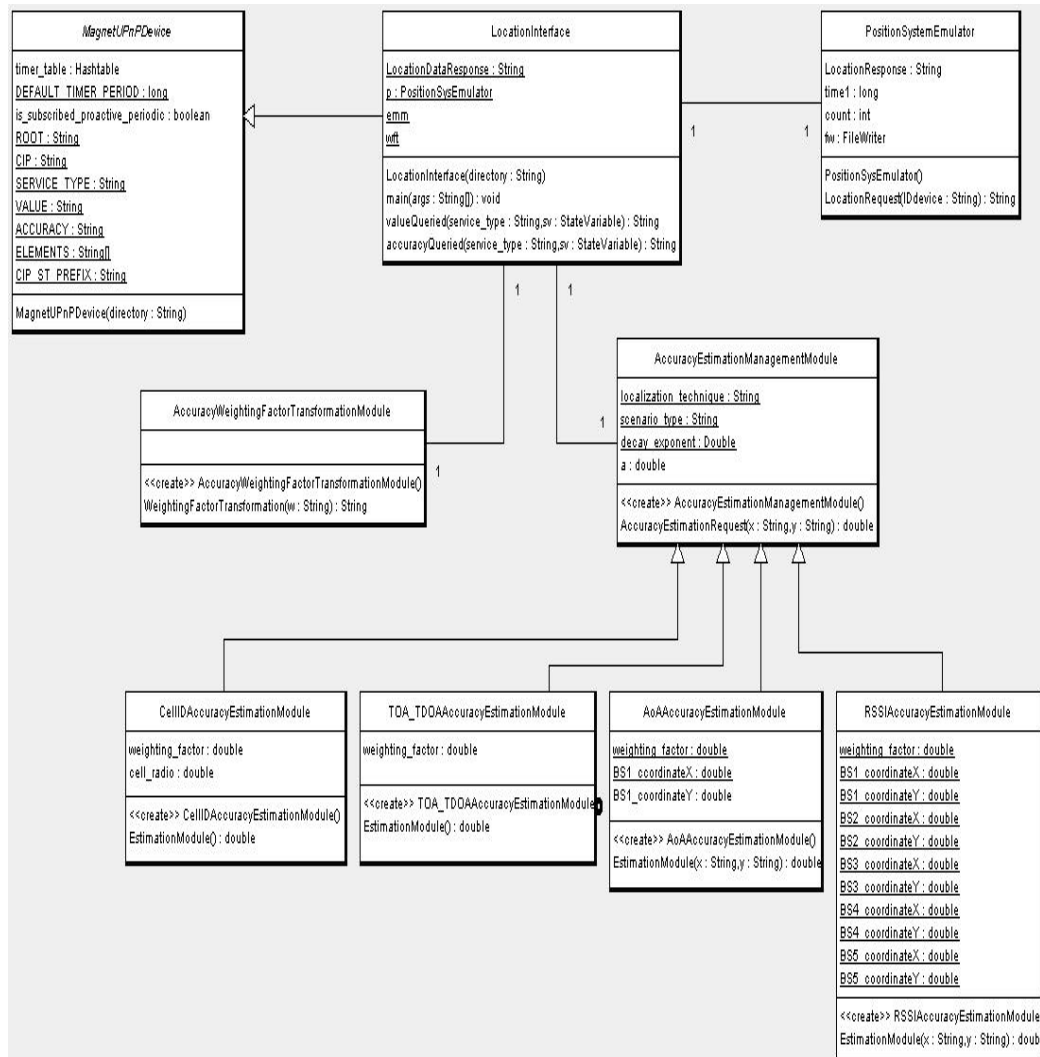 MagnetUPnPDevice
timer_table : Hashtable
DEFAULT_TIMER_PERIOD : long
is_subscribed_proactive_periodic : boolean
ROOT : String
CIP : String
SERVICE_TYPE : String
VALUE : String
ACCURACY : String
ELEMENTS : String[]
CIP_ST_PREFIX : String
MagnetUPnPDevice(directory : String)
LocationInterface
LocationDataResponse : String
p : PositionSysEmulator
emm
wft
LocationInterface(directory : String)
main(args : String[]) : void
valueQueried(service_type : String,sv : StateVariable) : String
accuracyQueried(service_type : String,sv : StateVariable) : String
PositionSystemEmulator
LocationResponse : String
time1 : long
count : int
fw : FileWriter
PositionSysEmulator()
LocationRequest(IDdevice : String) : String
1
1
1
1
AccuracyWeightingFactorTransformationModule
<<create>> AccuracyWeightingFactorTransformationModule()
WeightingFactorTransformation(w : String) : String
1
AccuracyEstimationManagementModule
localization_technique : String
scenario_type : String
decay_exponent : Double
a : double
<<create>> AccuracyEstimationManagementModule()
AccuracyEstimationRequest(x : String,y : String) : double
1
CellIDAccuracyEstimationModule
weighting_factor : double
cell_radio : double
<<create>> CellIDAccuracyEstimationModule()
EstimationModule() : double
TOA_TDOAAccuracyEstimationModule
weighting_factor : double
<<create>> TOA_TDOAAccuracyEstimationModule
EstimationModule() : double
AoAAccuracyEstimationModule
weighting_factor : double
BS1_coordinateX : double
BS1_coordinateY : double
<<create>> AoAAccuracyEstimationModule()
EstimationModule(x : String,y : String) : double
RSSIAccuracyEstimationModule
weighting_factor : double
BS1_coordinateX : double
BS1_coordinateY : double
BS2_coordinateX : double
BS2_coordinateY : double
BS3_coordinateX : double
BS3_coordinateY : double
BS4_coordinateX : double
BS4_coordinateY : double
BS5_coordinateX : double
BS5_coordinateY : double
<<create>> RSSIAccuracyEstimationModule
EstimationModule(x : String,y : String) : doub